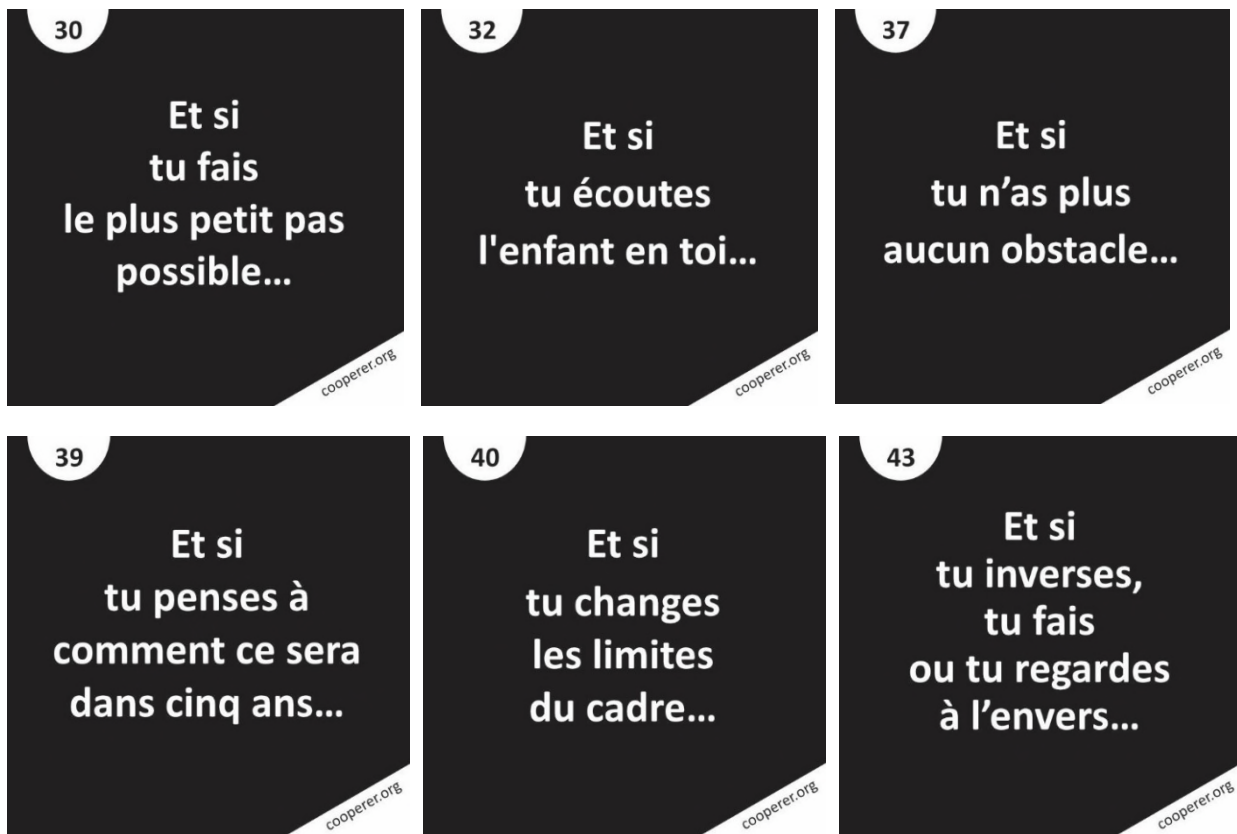 30
Et si
tu fais
le plus petit pas
possible…
cooperer.org
32
Et si
tu écoutes
l'enfant en toi…
cooperer.org
37
Et si
tu n’as plus
aucun obstacle…
cooperer.org
39
Et si
tu penses à
comment ce sera
dans cinq ans…
cooperer.org
40
Et si
tu changes
les limites
du cadre…
cooperer.org
43
Et si
tu inverses,
tu fais
ou tu regardes
à l’envers…
cooperer.org